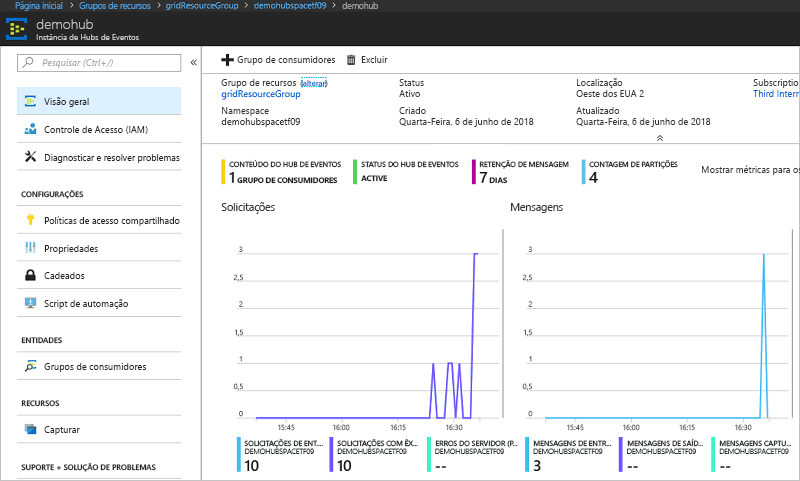 Página inicial > Grupos de recursos > gridResourceGroup > demohubspacetf09 > demohub
demohub
Instância de Hubs de Eventos
Pesquisar (Ctrl+/)
Visão geral
Controle de Acesso (IAM)
Diagnosticar e resolver problemas
CONFIGURAÇÕES
Políticas de acesso compartilhado
Propriedades
Cadeados
Script de automação
ENTIDADES
Grupos de consumidores
RECURSOS
Capturar
SUPORTE + SOLUÇÃO DE PROBLEMAS
Grupo de consumidores Excluir
Grupo de recursos (alterar) Status Localização Subscriptio
gridResourceGroup Ativo Oeste dos EUA 2 Third Intern
Namespace Criado Atualizado
demohubspacetf09 Quarta-Feira, 6 de junho de 2018 Quarta-Feira, 6 de junho de 2018
CONTEÚDO DO HUB DE EVENTOS
1 GRUPO DE CONSUMIDORES
STATUS DO HUB DE EVENTOS
ACTIVE
RETENÇÃO DE MENSAGEM
7 DIAS
CONTAGEM DE PARTIÇÕES
4
Mostrar métricas para os
Solicitações
3
2,5
2
1,5
1
0,5
0
15:45 16:00 16:15 16:30
SOLICITAÇÕES DE ENT...
DEMOHUBSPACETF09
10
SOLICITAÇÕES COM ÊX...
DEMOHUBSPACETF09
10
ERROS DO SERVIDOR (P...
DEMOHUBSPACETF09
--
Mensagens
3
2,5
2
1,5
1
0,5
0
15:45 16:00 16:15 16:30
MENSAGENS DE ENTR...
DEMOHUBSPACETF09
3
MENSAGENS DE SAÍD...
DEMOHUBSPACETF09
--
MENSAGENS CAPTU...
DEMOHUBSPACETF09
--